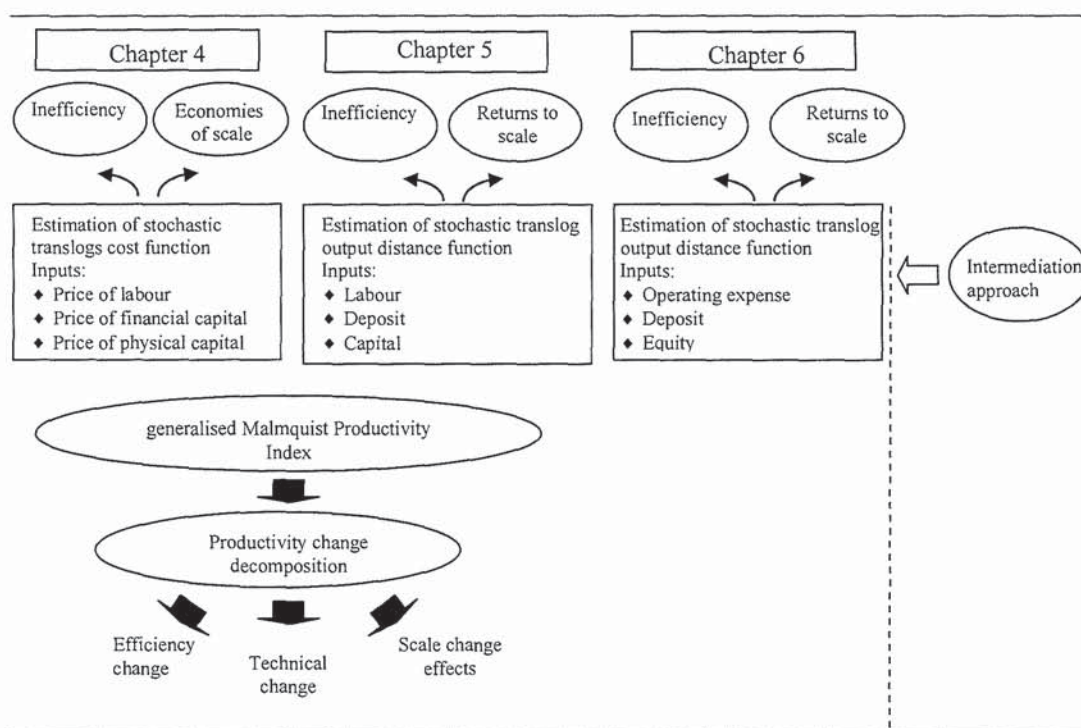 Chapter 4
Chapter 5
Chapter 6
Inefficiency
Economies
of scale
Inefficiency
Returns to
scale
Inefficiency
Returns to
scale
Estimation of stochastic
translogs cost function
Inputs:
♦ Price of labour
♦ Price of financial capital
♦ Price of physical capital
Estimation of stochastic translog
output distance function
Inputs:
♦ Labour
♦ Deposit
♦ Capital
Estimation of stochastic translog
output distance function
Inputs:
♦ Operating expense
♦ Deposit
♦ Equity
Intermediation
approach
generalised Malmquist Productivity
Index
Productivity change
decomposition
Efficiency
change
Technical
change
Scale change
effects